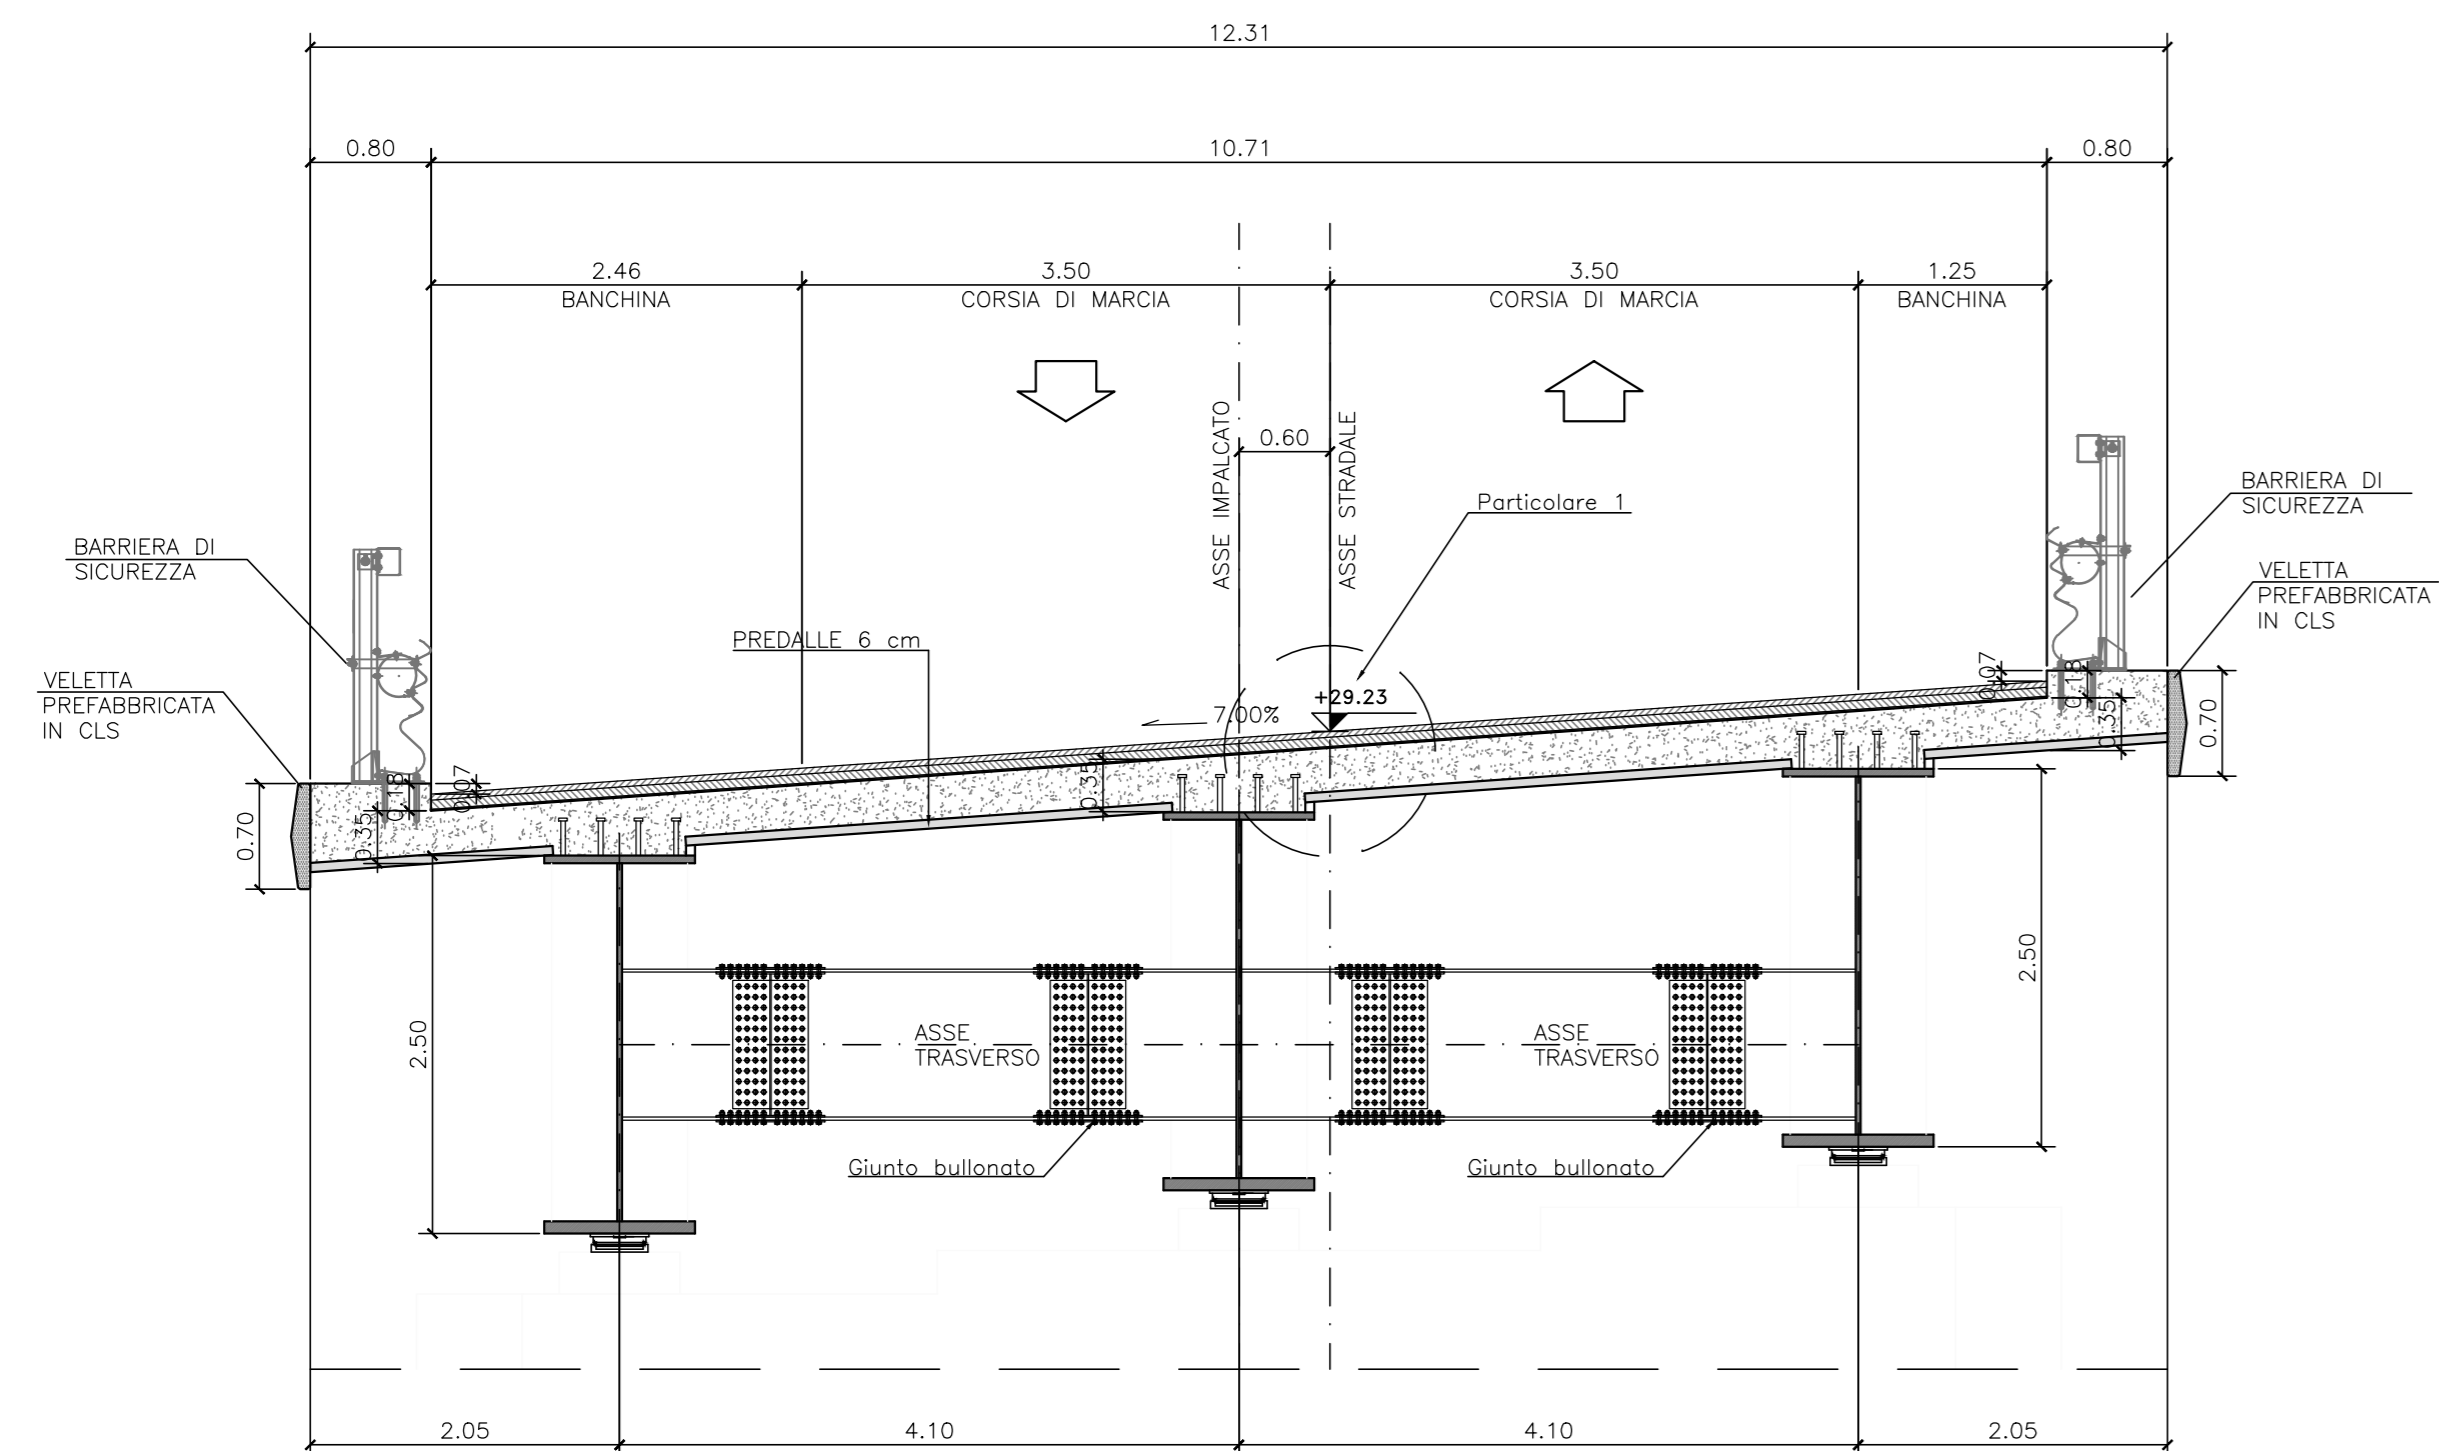 12.31
0.80
10.71
0.80
2.46
BANCHINA
3.50
CORSIA DI MARCIA
3.50
CORSIA DI MARCIA
1.25
BANCHINA
ASSE IMPALCATO
0.60
ASSE STRADALE
Particolare 1
BARRIERA DI
SICUREZZA
BARRIERA DI
SICUREZZA
VELETTA
PREFABBRICATA
IN CLS
VELETTA
PREFABBRICATA
IN CLS
PREDALLE 6 cm
+29.23
7.00%
0.07
0.18
0.35
0.70
0.70
0.35
0.18
0.07
0.35
2.50
2.50
ASSE
TRASVERSO
ASSE
TRASVERSO
Giunto bullonato
Giunto bullonato
2.05
4.10
4.10
2.05